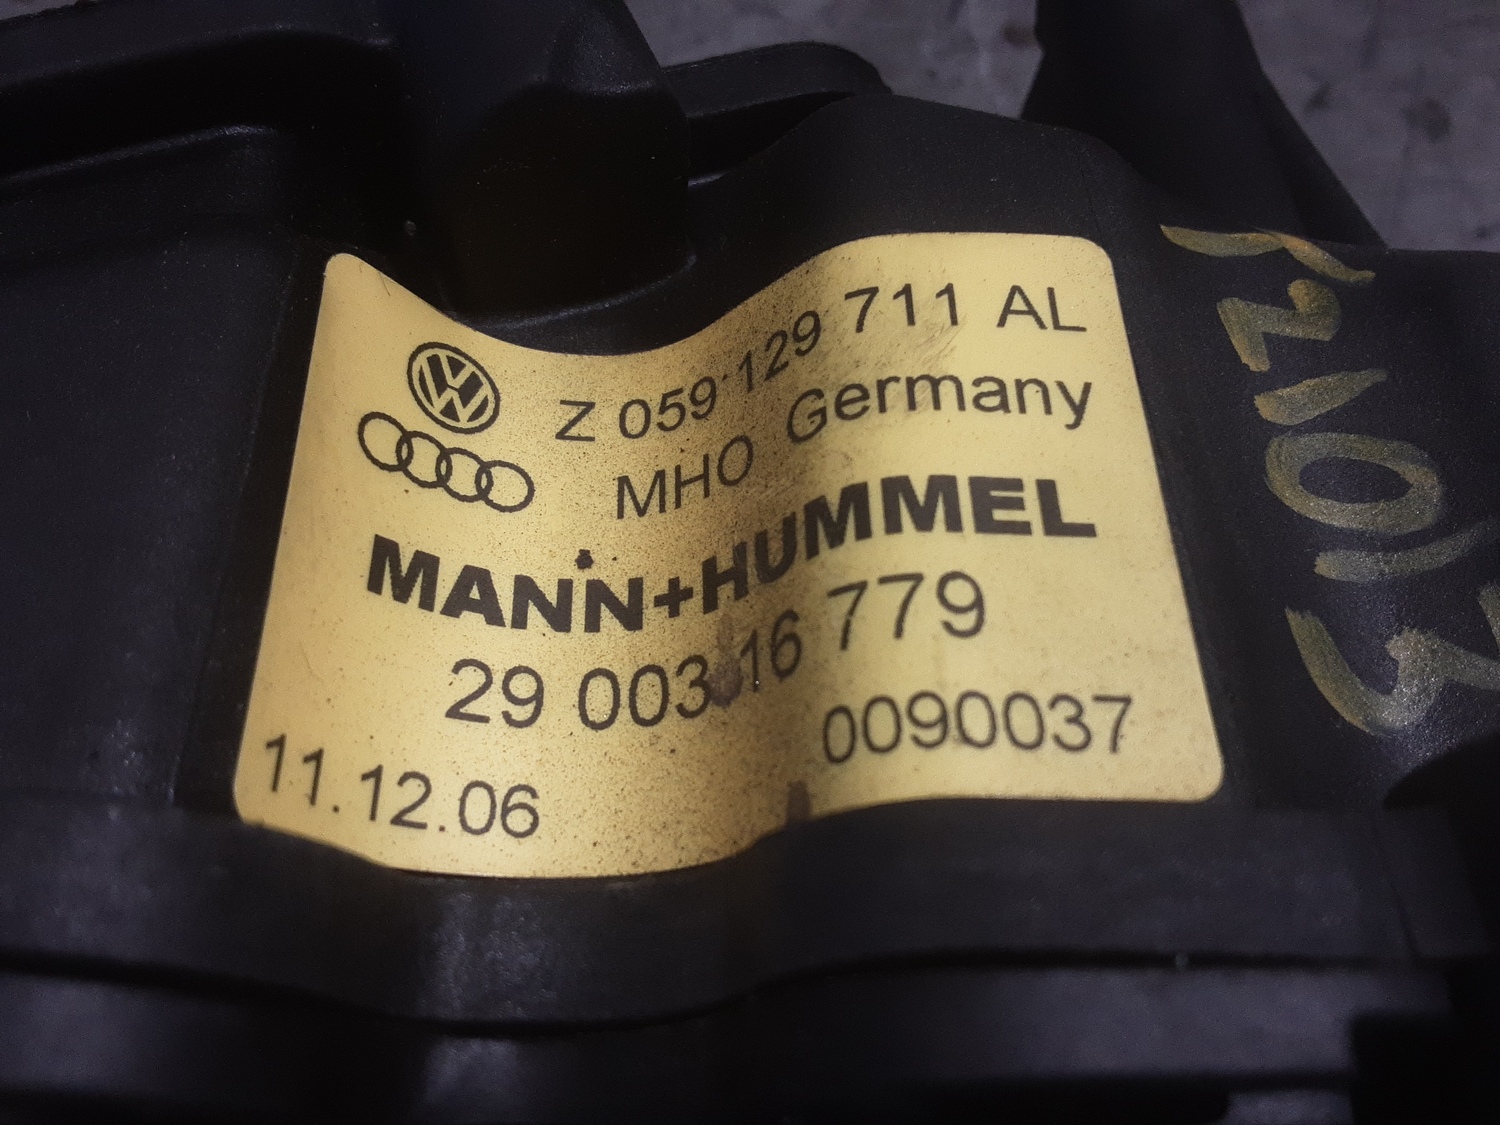 Z 059 129 711 AL
MHO Germany
MANN+HUMMEL
29 003 16 779
11.12.06
0090037